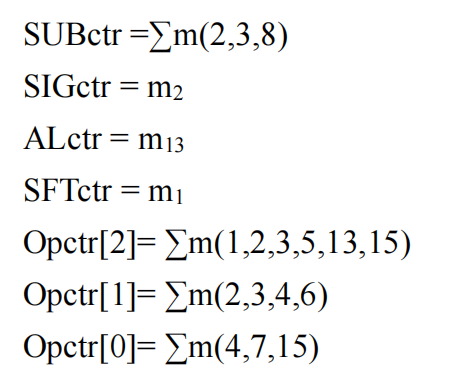 SUBctr =∑m(2,3,8)
SIGctr = m₂
ALctr = m₁₃
SFTctr = m₁
Opctr[2]= ∑m(1,2,3,5,13,15)
Opctr[1]= ∑m(2,3,4,6)
Opctr[0]= ∑m(4,7,15)